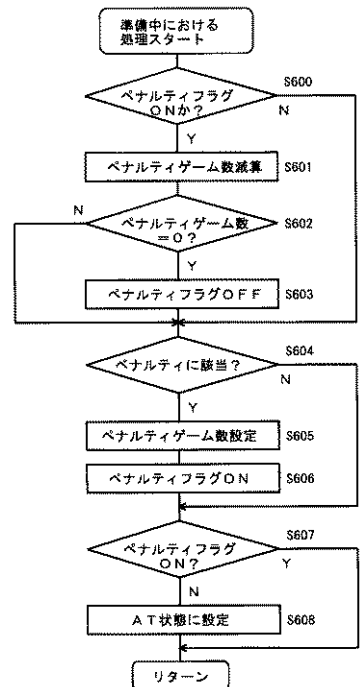 準備中における
処理スタート
S600
ペナルティフラグ
ONか？
N
Y
ペナルティゲーム数減算
S601
N
ペナルティゲーム数
＝０？
S602
Y
ペナルティフラグＯＦＦ
S603
S604
ペナルティに該当？
N
Y
ペナルティゲーム数設定
S605
ペナルティフラグＯＮ
S606
S607
ペナルティフラグ
ＯＮ？
Y
N
ＡＴ状態に設定
S608
リターン